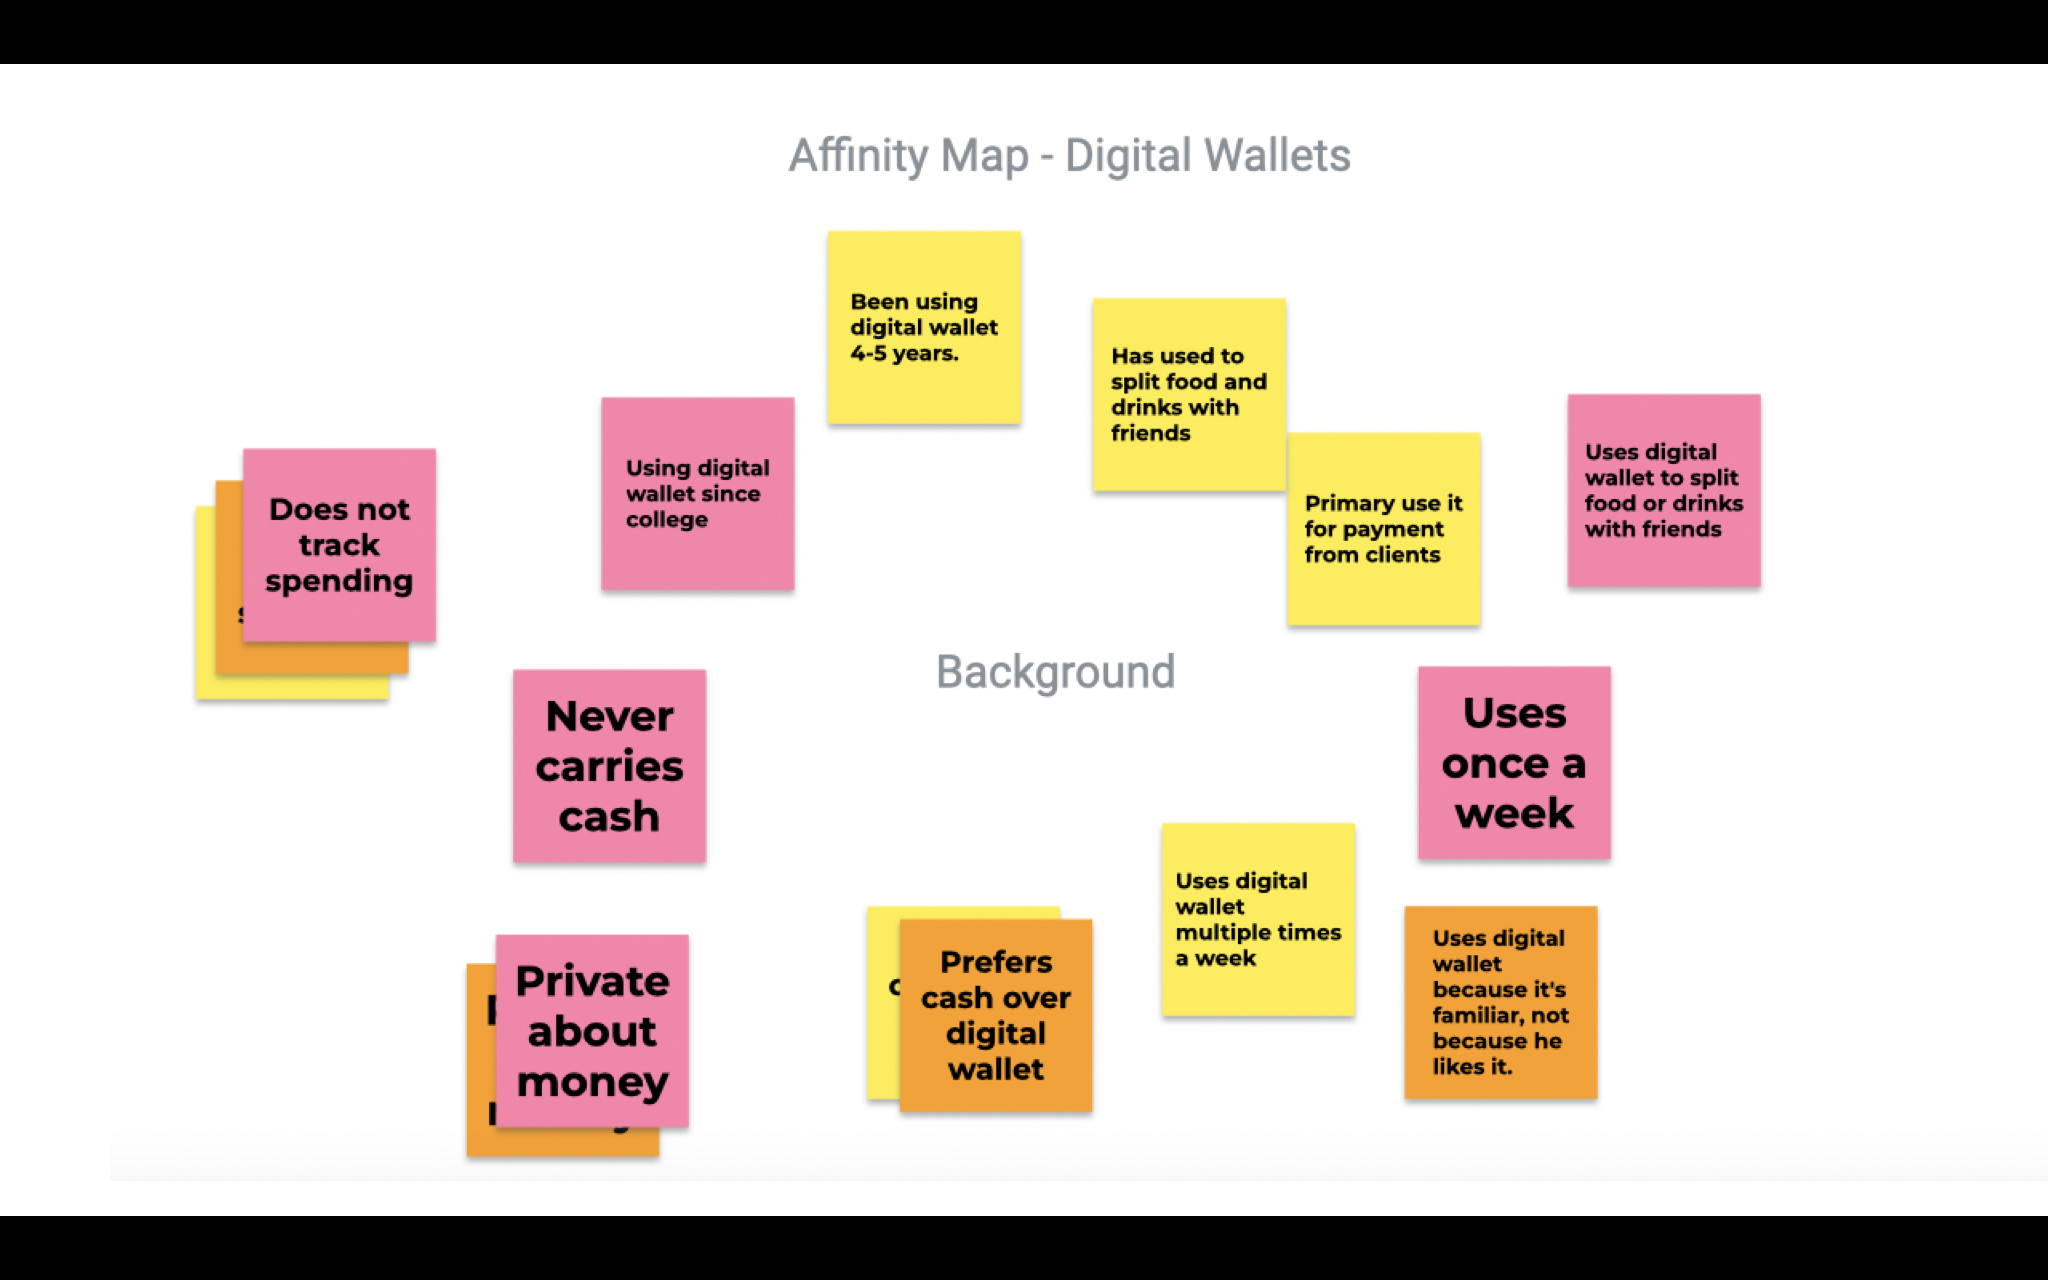 Affinity Map - Digital Wallets
Been using
digital wallet
4-5 years.
Has used to
split food and
drinks with
friends
Using digital
wallet since
college
Uses digital
wallet to split
food or drinks
with friends
Primary use it
for payment
from clients
Does not
track
spending
Background
Never
carries
cash
Uses
once a
week
Uses digital
wallet
multiple times
a week
Prefers
cash over
digital
wallet
Uses digital
wallet
because it's
familiar, not
because he
likes it.
Private
about
money